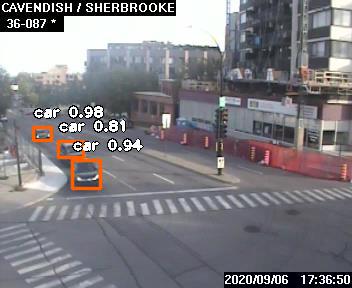 CAVENDISH / SHERBROOKE
36-087 *
car 0.98
car 0.81
car 0.94
2020/09/06 17:36:50